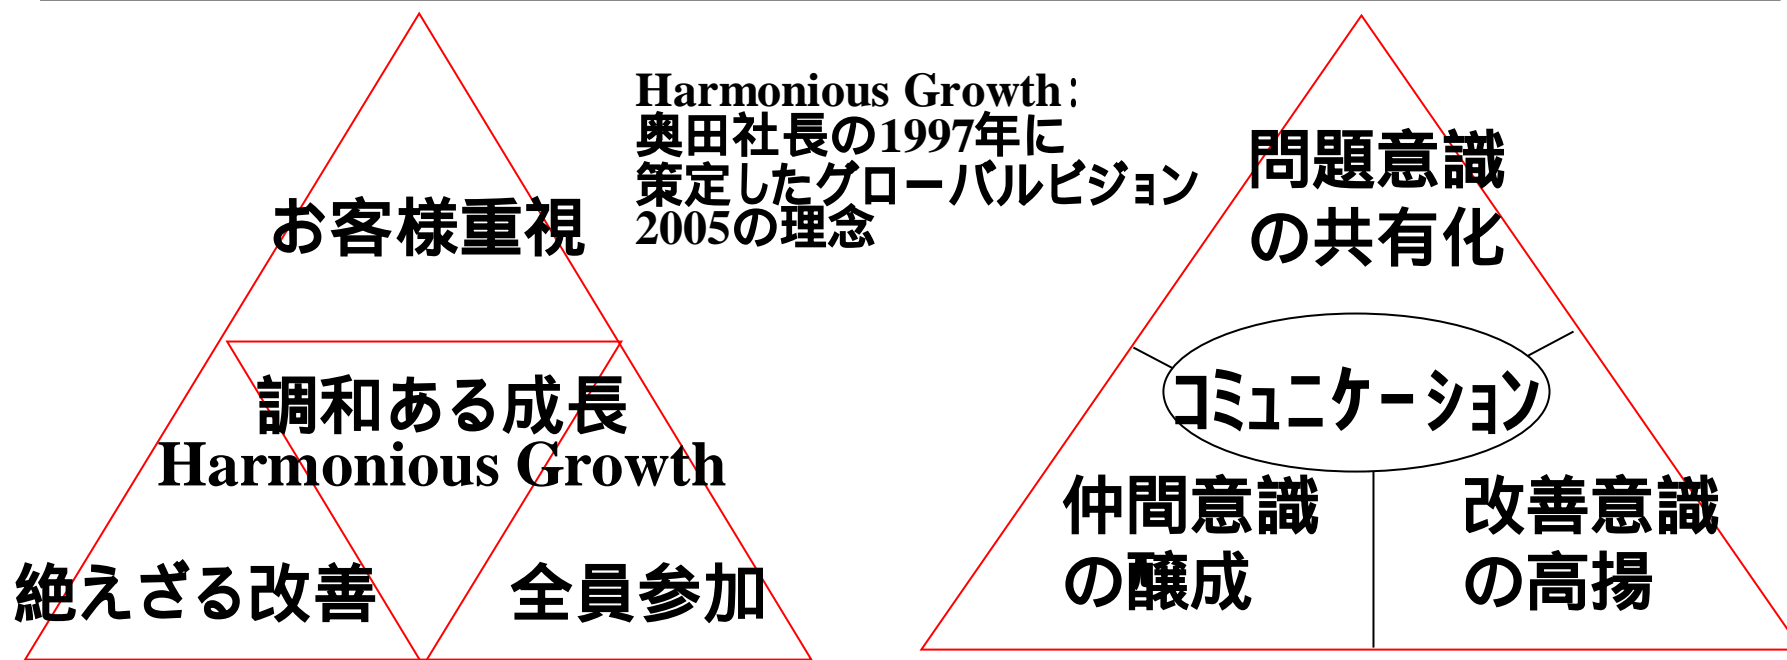 お客様重視
調和ある成長
Harmonious Growth
絶えざる改善
全員参加
Harmonious Growth:
奥田社長の1997年に
策定したグローバルビジョン
2005の理念
問題意識
の共有化
コミュニケーション
仲間意識
の醸成
改善意識
の高揚